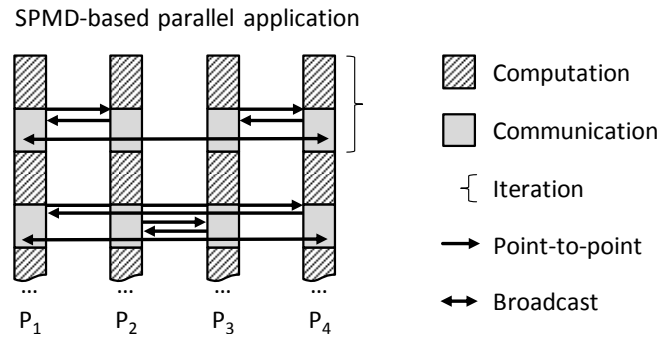 SPMD-based parallel application
Computation
Communication
Iteration
Point-to-point
Broadcast
... ... ... ...
P1 P2 P3 P4